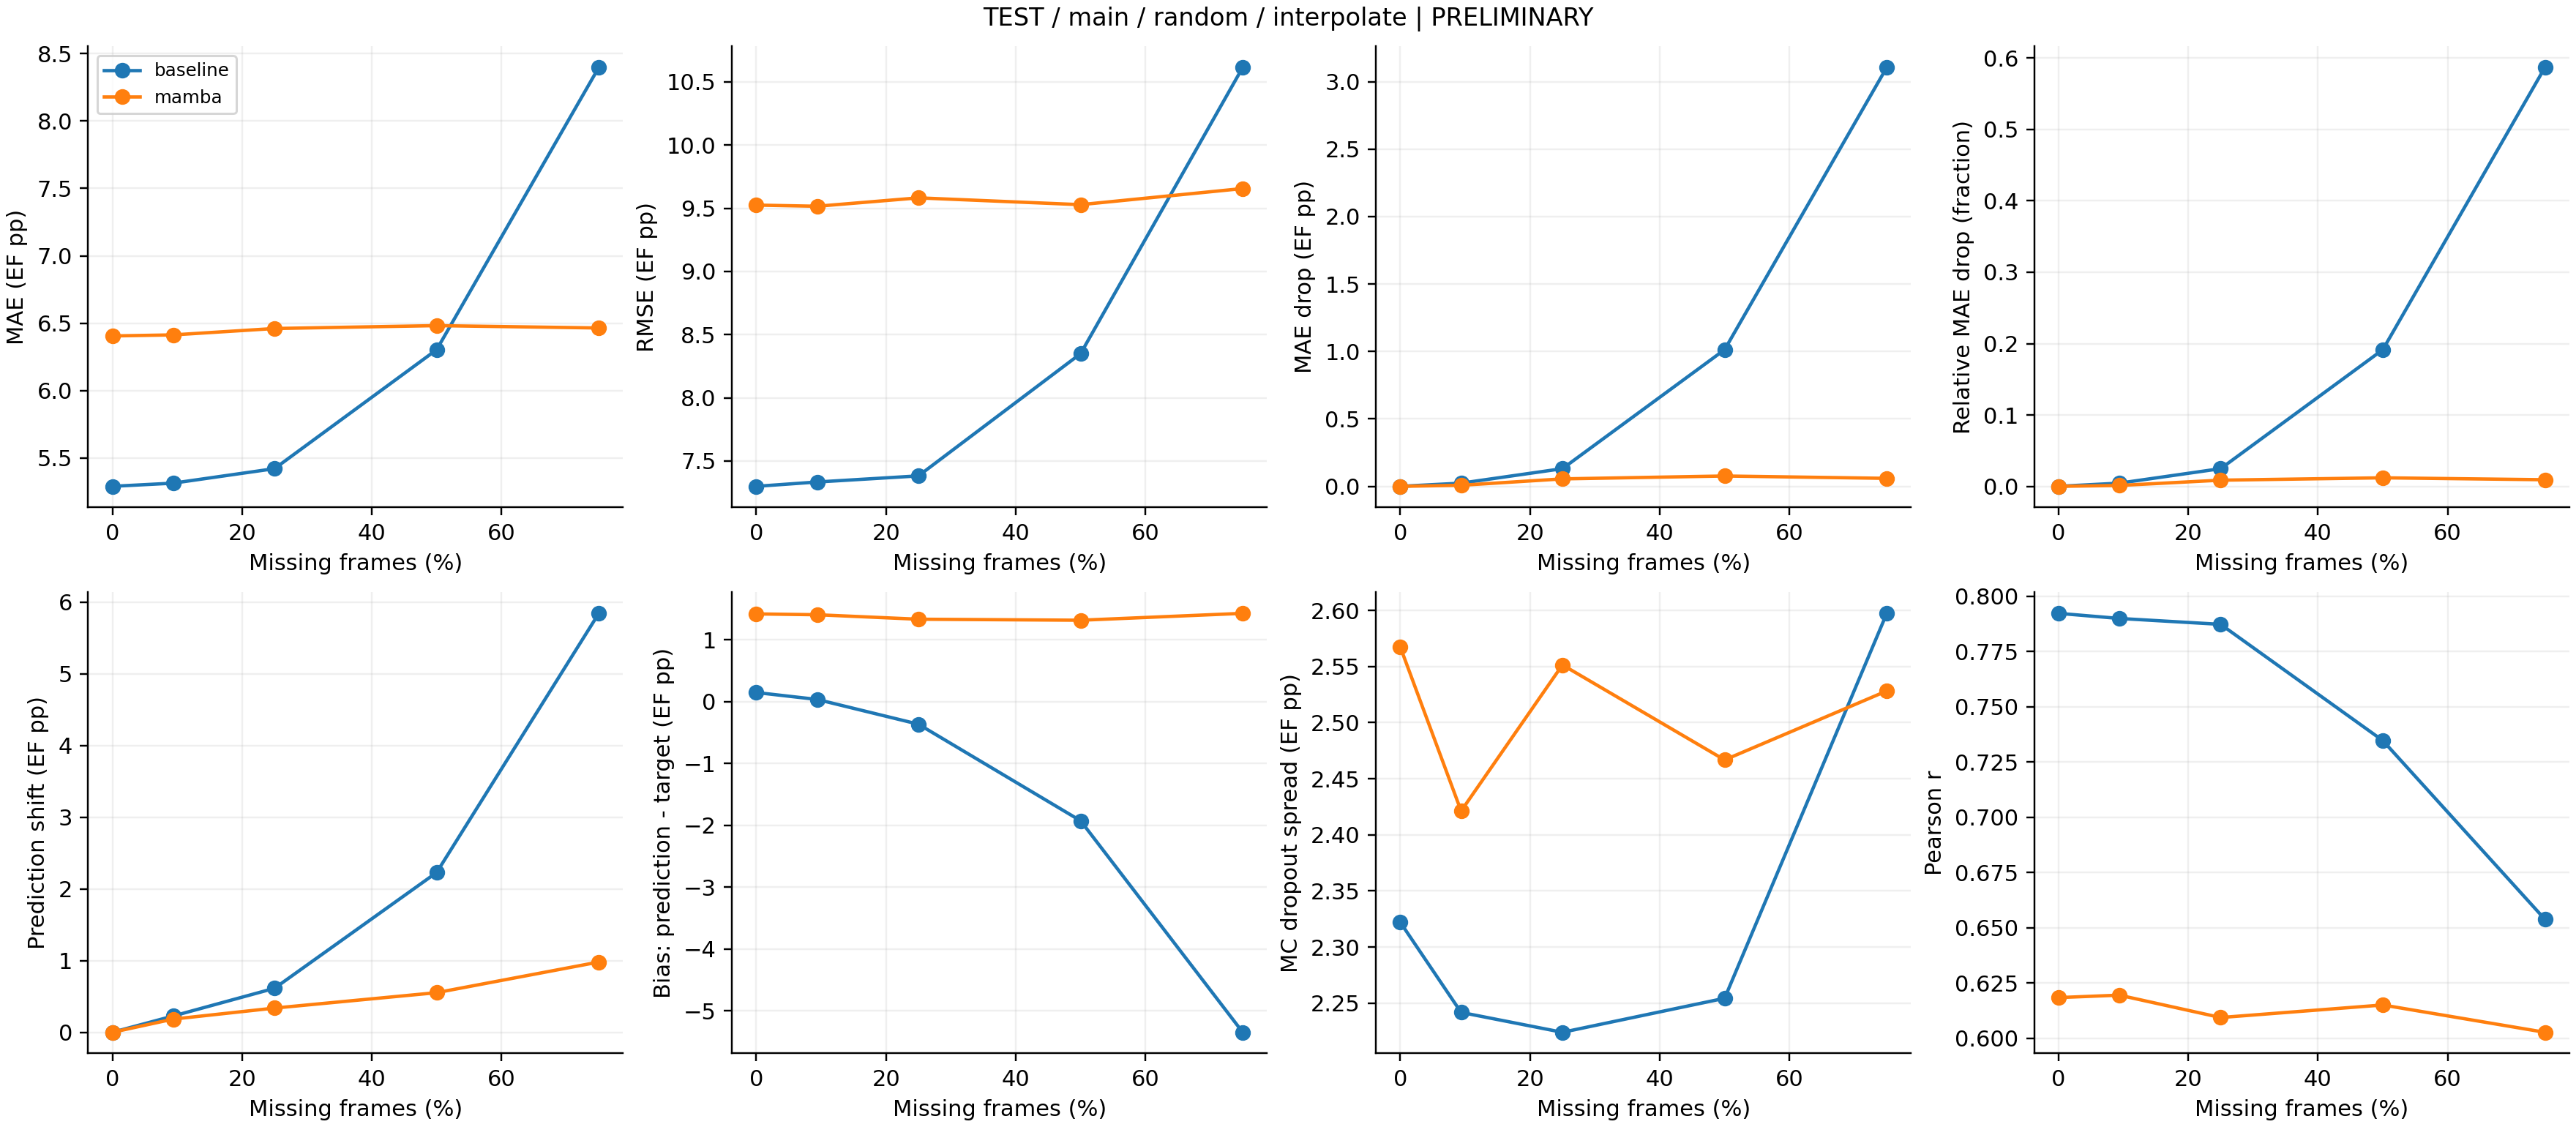 TEST / main / random / interpolate | PRELIMINARY
baseline
mamba
MAE (EF pp)
8.5
8.0
7.5
7.0
6.5
6.0
5.5
0 20 40 60
Missing frames (%)
RMSE (EF pp)
10.5
10.0
9.5
9.0
8.5
8.0
7.5
0 20 40 60
Missing frames (%)
MAE drop (EF pp)
3.0
2.5
2.0
1.5
1.0
0.5
0.0
0 20 40 60
Missing frames (%)
Relative MAE drop (fraction)
0.6
0.5
0.4
0.3
0.2
0.1
0.0
0 20 40 60
Missing frames (%)
Prediction shift (EF pp)
6
5
4
3
2
1
0
0 20 40 60
Missing frames (%)
Bias: prediction - target (EF pp)
1
0
−1
−2
−3
−4
−5
0 20 40 60
Missing frames (%)
MC dropout spread (EF pp)
2.60
2.55
2.50
2.45
2.40
2.35
2.30
2.25
0 20 40 60
Missing frames (%)
Pearson r
0.800
0.775
0.750
0.725
0.700
0.675
0.650
0.625
0.600
0 20 40 60
Missing frames (%)